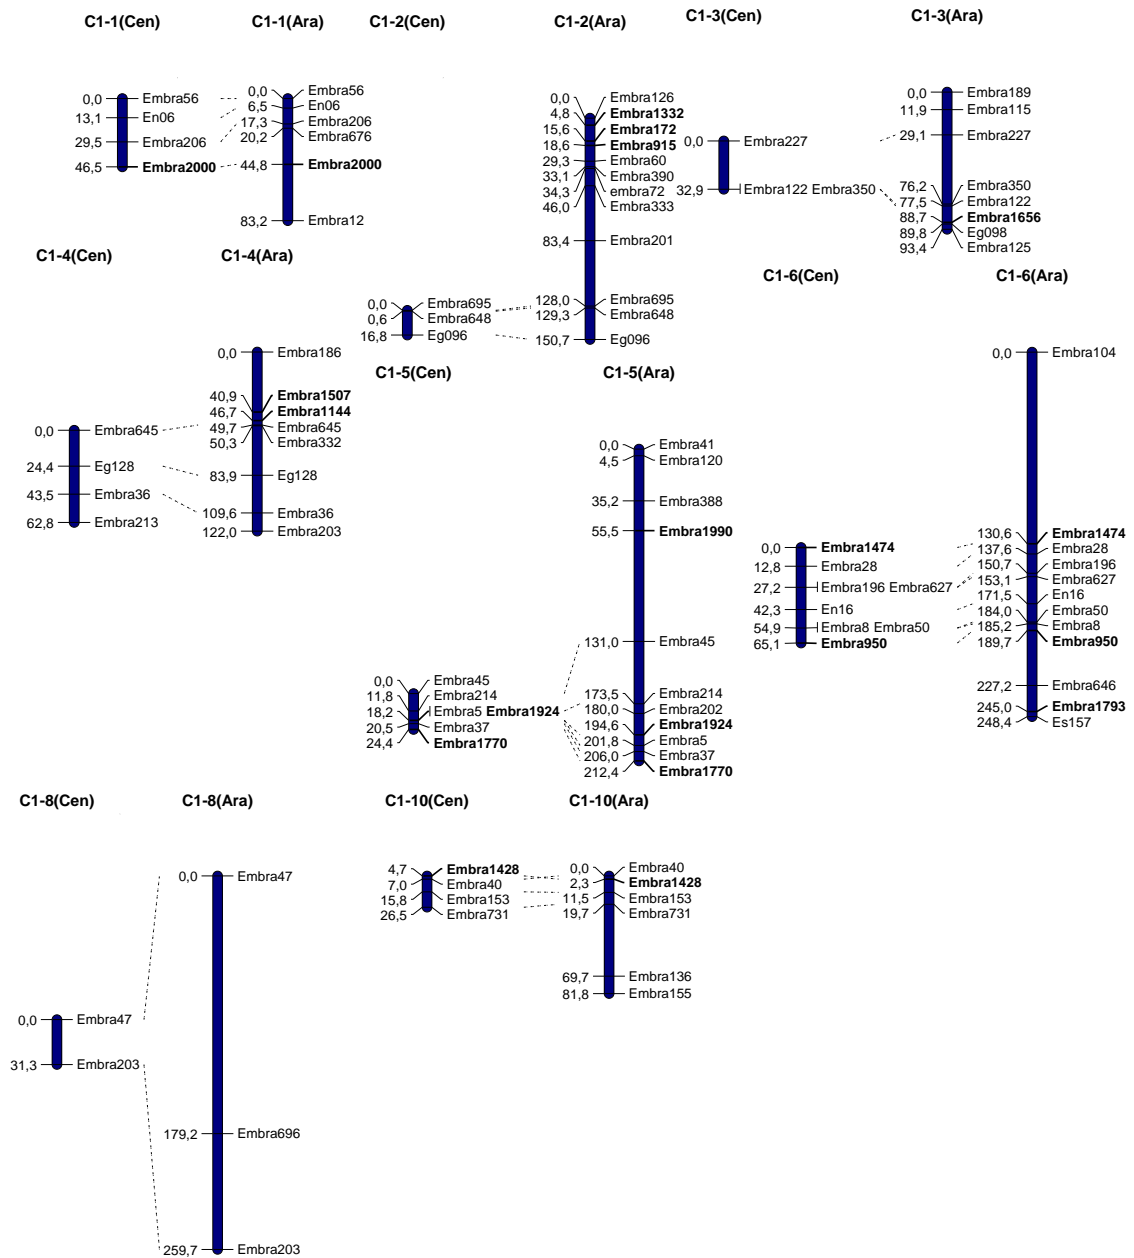 C1-1(Cen)
0,0 Embra56
13,1 En06
29,5 Embra206
46,5 Embra2000
C1-1(Ara)
0,0 Embra56
6,5 En06
17,3 Embra206
20,2 Embra676
44,8 Embra2000
83,2 Embra12
C1-2(Cen)
0,0 Embra695
0,6 Embra648
16,8 Eg096
C1-2(Ara)
0,0 Embra126
4,8 Embra1332
15,6 Embra172
18,6 Embra915
29,3 Embra60
33,1 Embra390
34,3 embra72
46,0 Embra333
83,4 Embra201
128,0 Embra695
129,3 Embra648
150,7 Eg096
C1-3(Cen)
0,0 Embra227
32,9 Embra122 Embra350
C1-3(Ara)
0,0 Embra189
11,9 Embra115
29,1 Embra227
76,2 Embra350
77,5 Embra122
88,7 Embra1656
89,8 Eg098
93,4 Embra125
C1-4(Cen)
0,0 Embra645
24,4 Eg128
43,5 Embra36
62,8 Embra213
C1-4(Ara)
0,0 Embra186
40,9 Embra1507
46,7 Embra1144
49,7 Embra645
50,3 Embra332
83,9 Eg128
109,6 Embra36
122,0 Embra203
C1-5(Cen)
0,0 Embra45
11,8 Embra214
18,2 Embra5 Embra1924
20,5 Embra37
24,4 Embra1770
C1-5(Ara)
0,0 Embra41
4,5 Embra120
35,2 Embra388
55,5 Embra1990
131,0 Embra45
173,5 Embra214
180,0 Embra202
194,6 Embra1924
201,8 Embra5
206,0 Embra37
212,4 Embra1770
C1-6(Cen)
0,0 Embra1474
12,8 Embra28
27,2 Embra196 Embra627
42,3 En16
54,9 Embra8 Embra50
65,1 Embra950
C1-6(Ara)
0,0 Embra104
130,6 Embra1474
137,6 Embra28
150,7 Embra196
153,1 Embra627
171,5 En16
184,0 Embra50
185,2 Embra8
189,7 Embra950
227,2 Embra646
245,0 Embra1793
248,4 Es157
C1-8(Cen)
0,0 Embra47
31,3 Embra203
C1-8(Ara)
0,0 Embra47
179,2 Embra696
259,7 Embra203
C1-10(Cen)
4,7 Embra1428
7,0 Embra40
15,8 Embra153
26,5 Embra731
C1-10(Ara)
0,0 Embra40
2,3 Embra1428
11,5 Embra153
19,7 Embra731
69,7 Embra136
81,8 Embra155